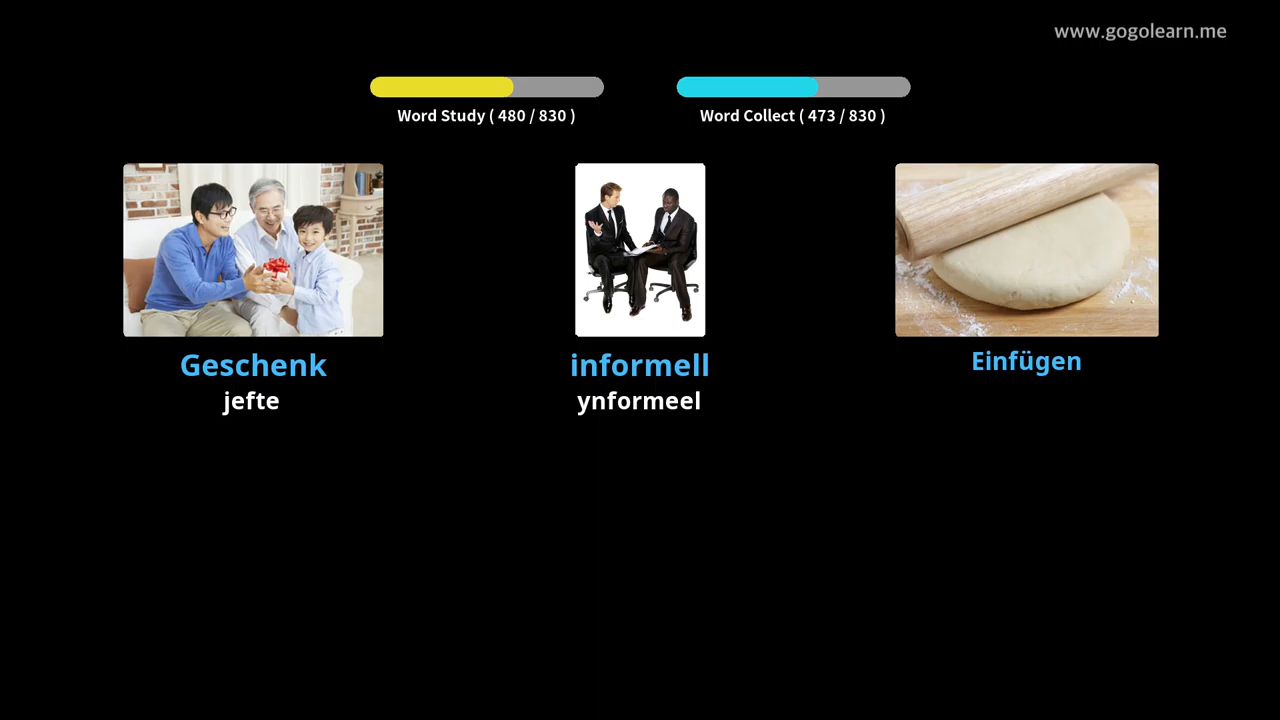 www.gogolearn.me
Word Study ( 480 / 830 )
Word Collect ( 473 / 830 )
Geschenk
jefte
informell
ynformeel
Einfügen